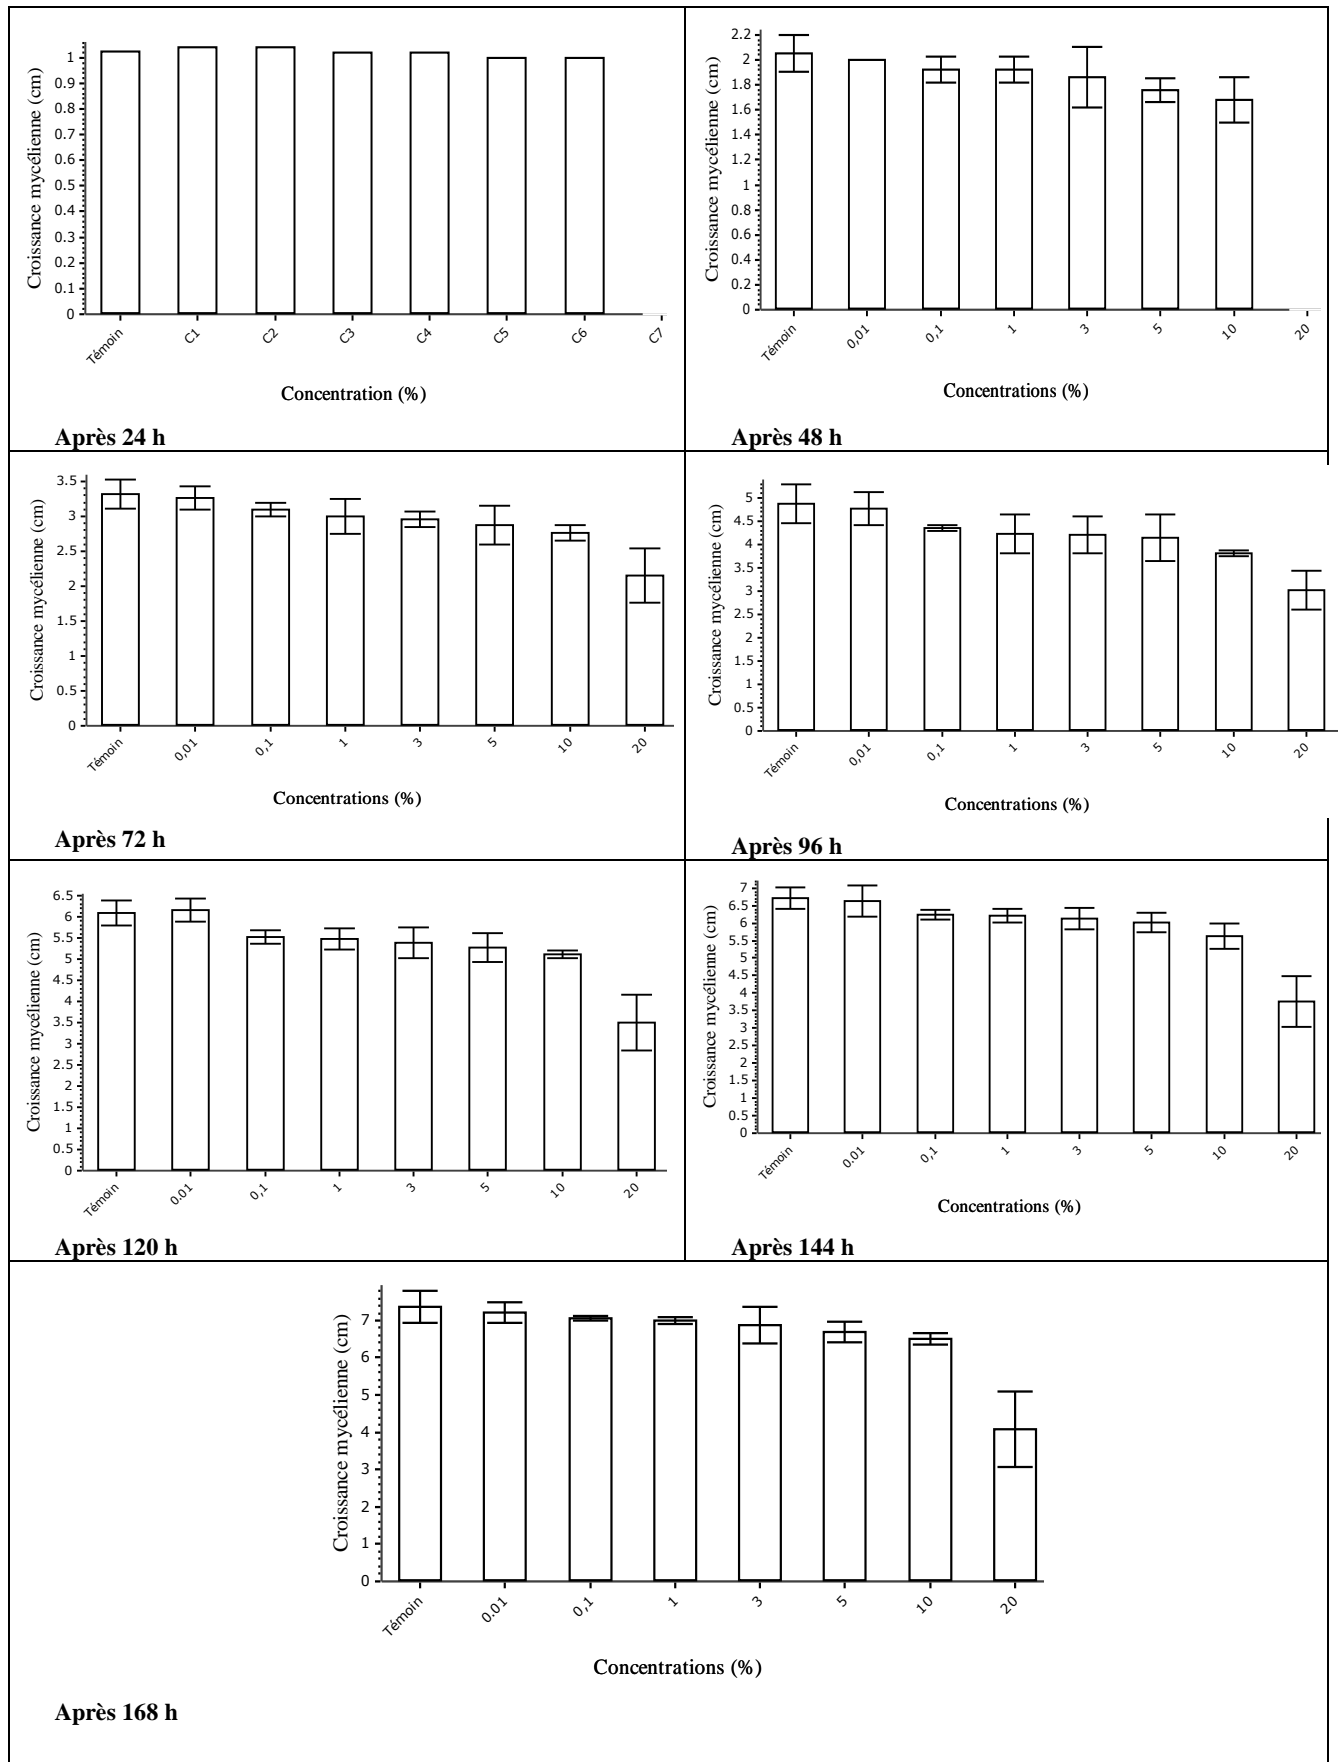 Croissance mycélienne (cm)
1
0.9
0.8
0.7
0.6
0.5
0.4
0.3
0.2
0.1
0
Témoin C1 C2 C3 C4 C5 C6 C7
Concentration (%)
Après 24 h
Croissance mycélienne (cm)
2.2
2
1.8
1.6
1.4
1.2
1
0.8
0.6
0.4
0.2
0
Témoin 0,01 0,1 1 3 5 10 20
Concentrations (%)
Après 48 h
Croissance mycélienne (cm)
3.5
3
2.5
2
1.5
1
0.5
0
Témoin 0,01 0,1 1 3 5 10 20
Concentrations (%)
Après 72 h
Croissance mycélienne (cm)
5
4.5
4
3.5
3
2.5
2
1.5
1
0.5
0
Témoin 0,01 0,1 1 3 5 10 20
Concentrations (%)
Après 96 h
Croissance mycélienne (cm)
6.5
6
5.5
5
4.5
4
3.5
3
2.5
2
1.5
1
0.5
0
Témoin 0.01 0,1 1 3 5 10 20
Après 120 h
Croissance mycélienne (cm)
7
6.5
6
5.5
5
4.5
4
3.5
3
2.5
2
1.5
1
0.5
0
Témoin 0.01 0,1 1 3 5 10 20
Concentrations (%)
Après 144 h
Croissance mycélienne (cm)
7
6
5
4
3
2
1
0
Témoin 0.01 0,1 1 3 5 10 20
Concentrations (%)
Après 168 h